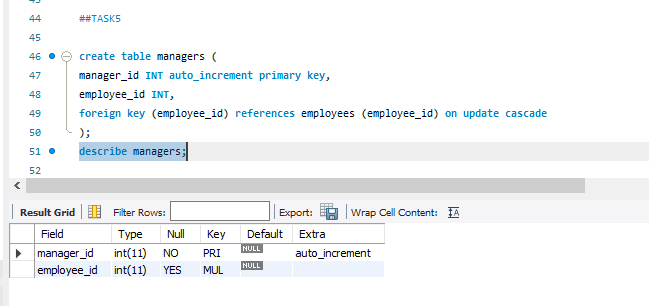 43
44 ##TASK5
45
46 create table managers (
47 manager_id INT auto_increment primary key,
48 employee_id INT,
49 foreign key (employee_id) references employees (employee_id) on update cascade
50 );
51 describe managers;
52
Result Grid Filter Rows: Export: Wrap Cell Content: IA
Field Type Null Key Default Extra
manager_id int(11) NO PRI NULL auto_increment
employee_id int(11) YES MUL NULL